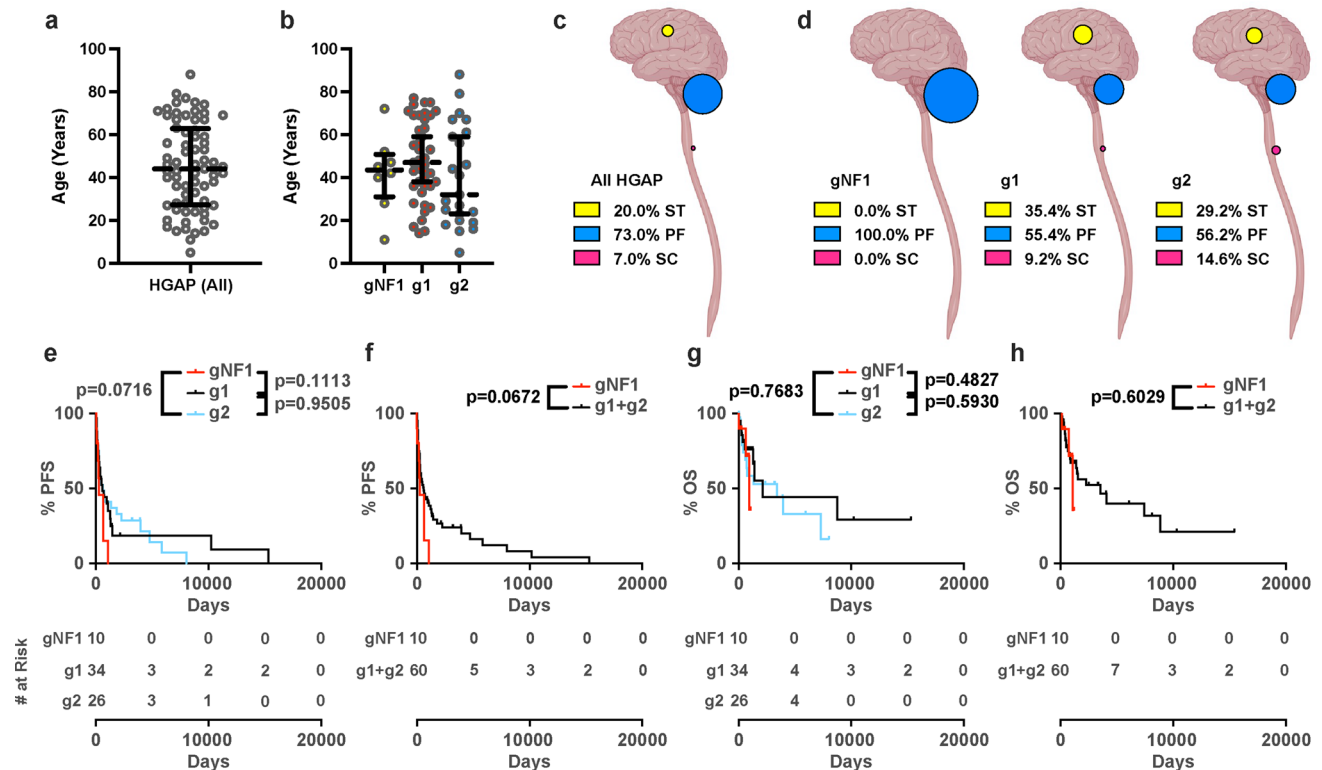 a
b
c
d
100
80
60
40
20
0
Age (Years)
HGAP (All)
100
80
60
40
20
0
Age (Years)
gNF1 g1 g2
All HGAP
20.0% ST
73.0% PF
7.0% SC
gNF1
0.0% ST
100.0% PF
0.0% SC
g1
35.4% ST
55.4% PF
9.2% SC
g2
29.2% ST
56.2% PF
14.6% SC
e
p=0.0716
gNF1
g1
g2
p=0.1113
p=0.9505
100
50
0
% PFS
0 10000 20000
Days
f
p=0.0672
gNF1
g1+g2
100
50
0
% PFS
0 10000 20000
Days
g
p=0.7683
gNF1
g1
g2
p=0.4827
p=0.5930
100
50
0
% OS
0 10000 20000
Days
h
p=0.6029
gNF1
g1+g2
100
50
0
% OS
0 10000 20000
Days
# at Risk
gNF1 10 0 0 0 0
g1 34 3 2 2 0
g2 26 3 1 0 0
0 10000 20000
Days
gNF1 10 0 0 0 0
g1+g2 60 5 3 2 0
0 10000 20000
Days
gNF1 10 0 0 0 0
g1 34 4 3 2 0
g2 26 4 0 0 0
0 10000 20000
Days
gNF1 10 0 0 0 0
g1+g2 60 7 3 2 0
0 10000 20000
Days